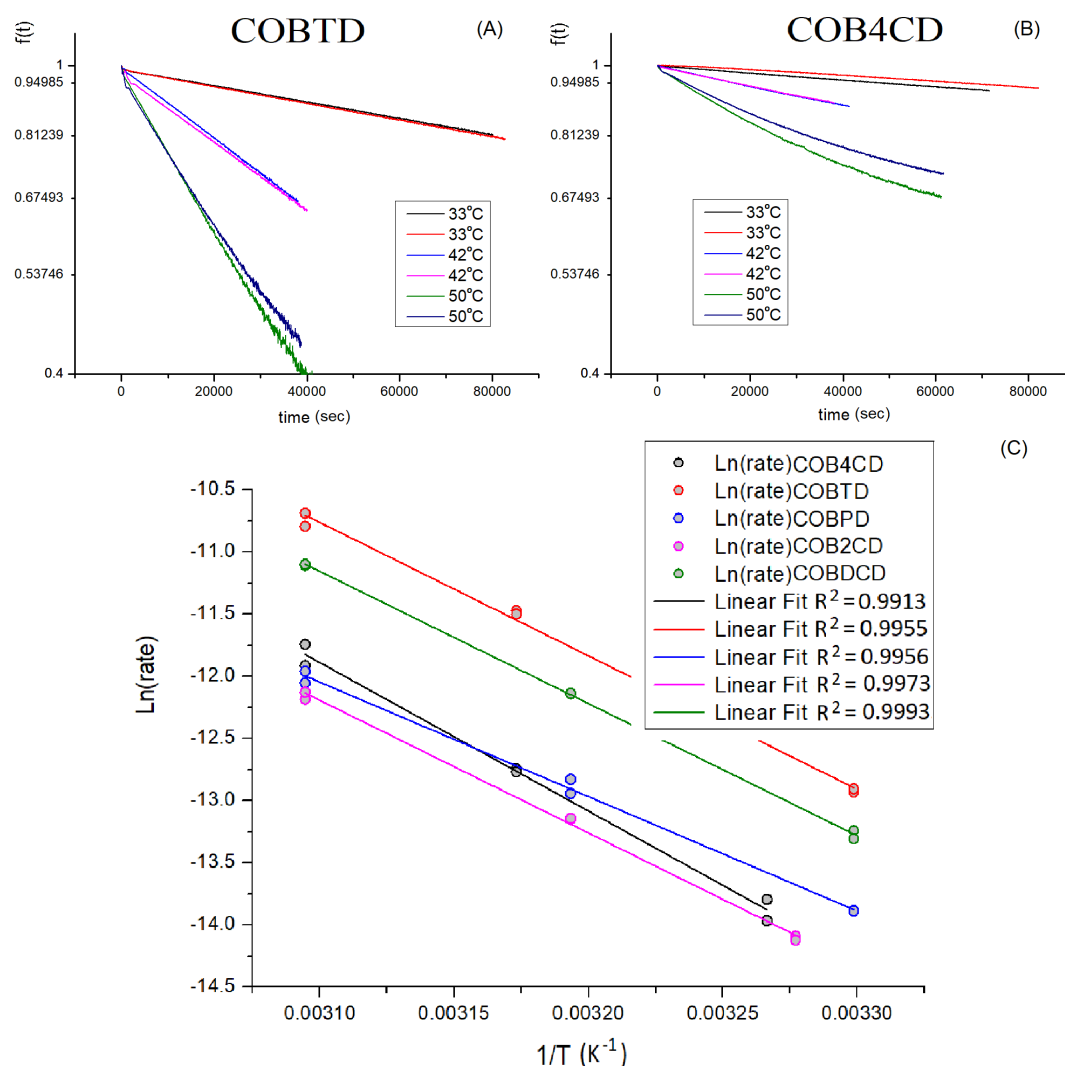 COBTD
(A)
f(t)
1
0.94985
0.81239
0.67493
0.53746
0.4
33°C
33°C
42°C
42°C
50°C
50°C
0 20000 40000 60000 80000
time (sec)
COB4CD
(B)
f(t)
1
0.94985
0.81239
0.67493
0.53746
0.4
33°C
33°C
42°C
42°C
50°C
50°C
0 20000 40000 60000 80000
time (sec)
(C)
Ln(rate)COB4CD
Ln(rate)COBTD
Ln(rate)COBPD
Ln(rate)COB2CD
Ln(rate)COBDCD
Linear Fit R² = 0.9913
Linear Fit R² = 0.9955
Linear Fit R² = 0.9956
Linear Fit R² = 0.9973
Linear Fit R² = 0.9993
Ln(rate)
-10.5
-11.0
-11.5
-12.0
-12.5
-13.0
-13.5
-14.0
-14.5
0.00310 0.00315 0.00320 0.00325 0.00330
1/T (K⁻¹)